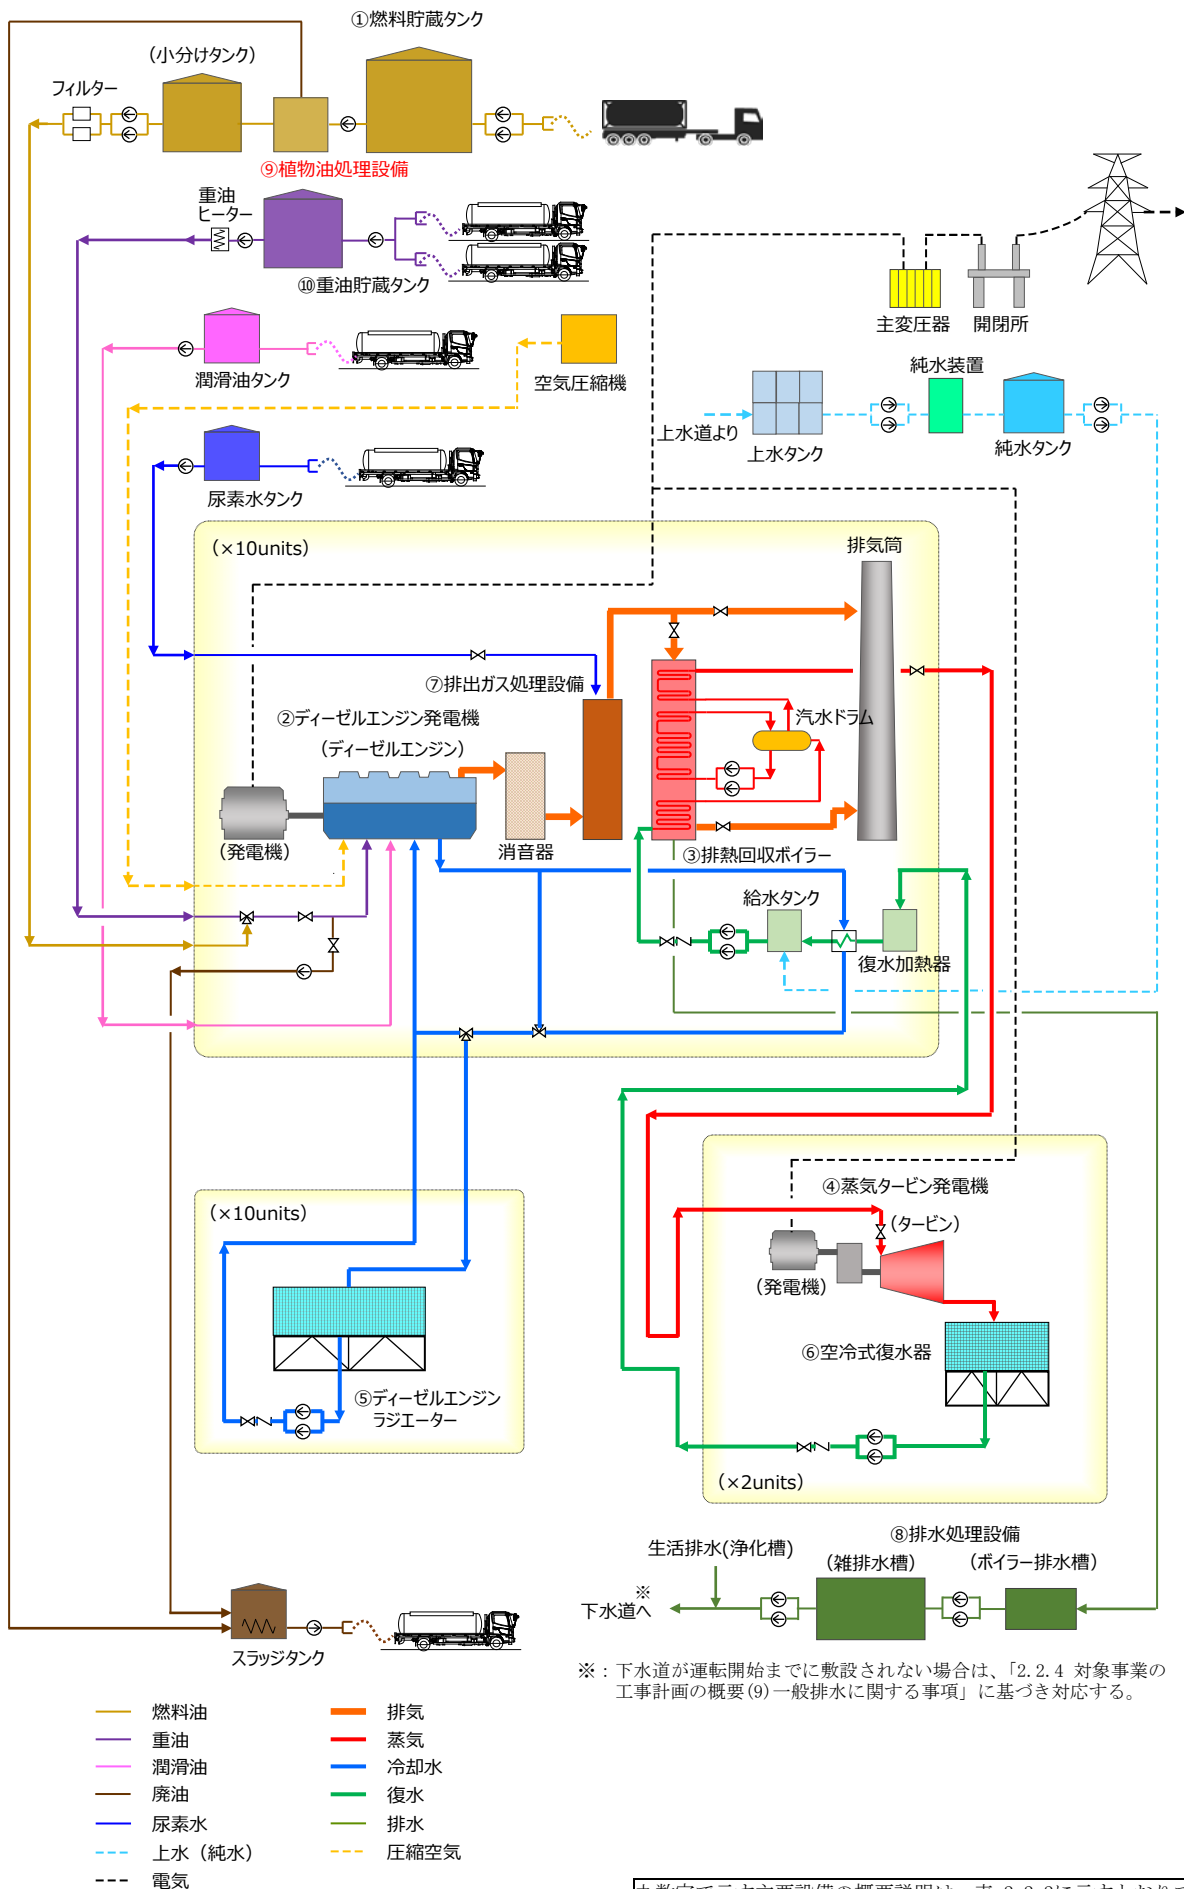 ①燃料貯蔵タンク
(小分けタンク)
フィルター
⑨植物油処理設備
重油
ヒーター
⑩重油貯蔵タンク
主変圧器
開閉所
潤滑油タンク
空気圧縮機
純水装置
上水道より
上水タンク
純水タンク
尿素水タンク
(×10units)
排気筒
⑦排出ガス処理設備
②ディーゼルエンジン発電機
(ディーゼルエンジン)
汽水ドラム
(発電機)
消音器
③排熱回収ボイラー
給水タンク
復水加熱器
(×10units)
④蒸気タービン発電機
(タービン)
(発電機)
⑥空冷式復水器
⑤ディーゼルエンジン
ラジエーター
(×2units)
⑧排水処理設備
生活排水(浄化槽)
(雑排水槽)
(ボイラー排水槽)
※
下水道へ
スラッジタンク
※：下水道が運転開始までに敷設されない場合は、「2.2.4 対象事業の
工事計画の概要(9)一般排水に関する事項」に基づき対応する。
燃料油
排気
重油
蒸気
潤滑油
冷却水
廃油
復水
尿素水
排水
上水（純水）
圧縮空気
電気